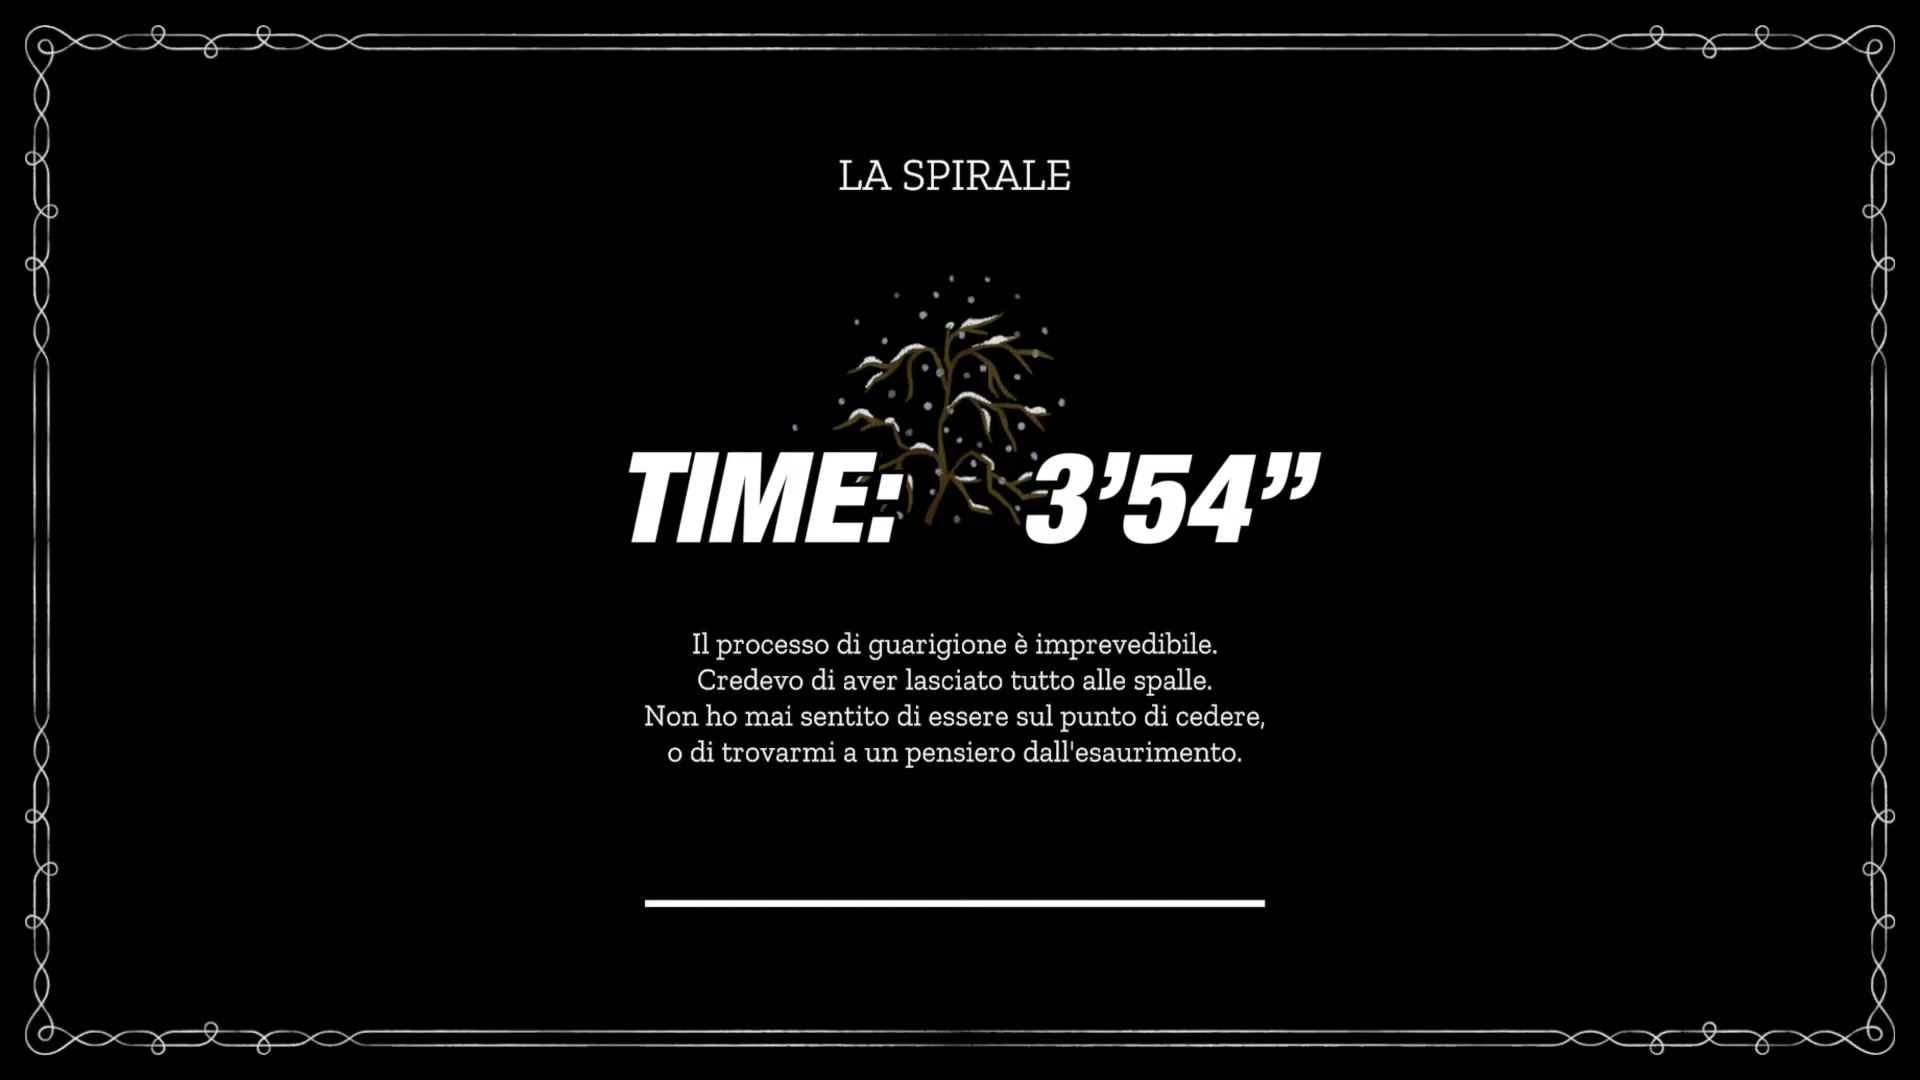 LA SPIRALE
TIME: 3’54”
Il processo di guarigione è imprevedibile.
Credevo di aver lasciato tutto alle spalle.
Non ho mai sentito di essere sul punto di cedere,
o di trovarmi a un pensiero dall'esaurimento.